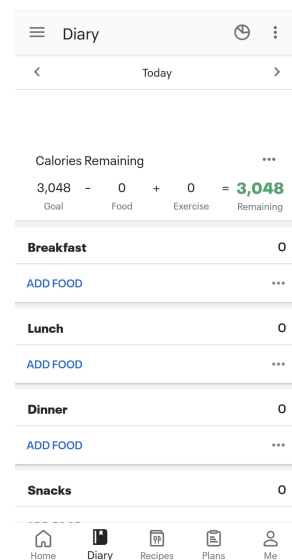 Diary
Today
Calories Remaining
3,048 - 0 + 0 = 3,048
Goal Food Exercise Remaining
Breakfast 0
ADD FOOD
Lunch 0
ADD FOOD
Dinner 0
ADD FOOD
Snacks 0
Home Diary Recipes Plans Me